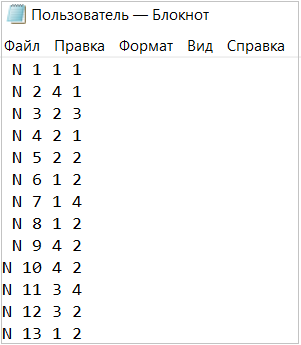 Пользователь — Блокнот
Файл Правка Формат Вид Справка
N 1 1 1
N 2 4 1
N 3 2 3
N 4 2 1
N 5 2 2
N 6 1 2
N 7 1 4
N 8 1 2
N 9 4 2
N 10 4 2
N 11 3 4
N 12 3 2
N 13 1 2